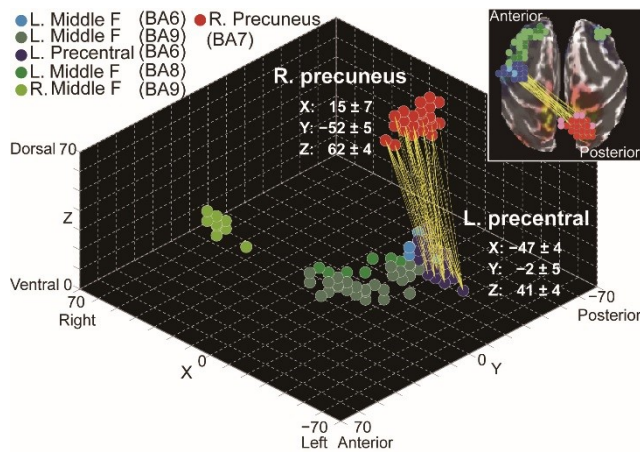 L. Middle F (BA6)
L. Middle F (BA9)
L. Precentral (BA6)
L. Middle F (BA8)
R. Middle F (BA9)
R. Precuneus
(BA7)
Anterior
Posterior
R. precuneus
X: 15 ± 7
Y: −52 ± 5
Z: 62 ± 4
L. precentral
X: −47 ± 4
Y: −2 ± 5
Z: 41 ± 4
Dorsal 70
Z
Ventral 0
70
Right
X
0
−70
Left
70
Anterior
Y
0
−70
Posterior